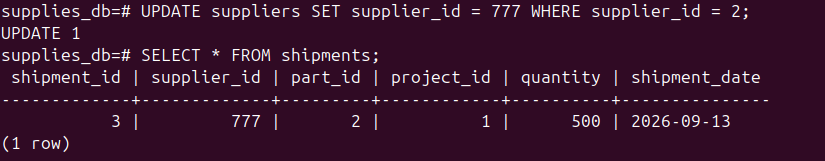 supplies_db=# UPDATE suppliers SET supplier_id = 777 WHERE supplier_id = 2;
UPDATE 1
supplies_db=# SELECT * FROM shipments;
 shipment_id | supplier_id | part_id | project_id | quantity | shipment_date
-------------+-------------+---------+------------+----------+---------------
           3 |         777 |       2 |          1 |      500 | 2026-09-13
(1 row)